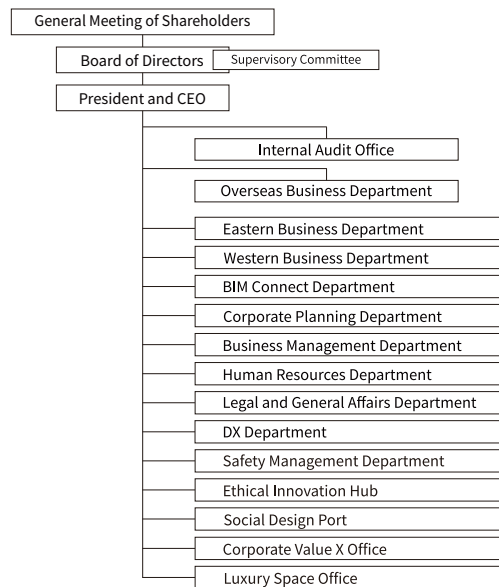 General Meeting of Shareholders
Board of Directors
Supervisory Committee
President and CEO
Internal Audit Office
Overseas Business Department
Eastern Business Department
Western Business Department
BIM Connect Department
Corporate Planning Department
Business Management Department
Human Resources Department
Legal and General Affairs Department
DX Department
Safety Management Department
Ethical Innovation Hub
Social Design Port
Corporate Value X Office
Luxury Space Office